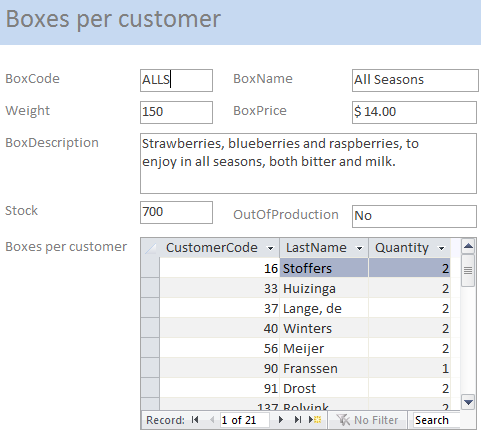 Boxes per customer
BoxCode ALLS BoxName All Seasons
Weight 150 BoxPrice $ 14.00
BoxDescription Strawberries, blueberries and raspberries, to
enjoy in all seasons, both bitter and milk.
Stock 700 OutOfProduction No
Boxes per customer CustomerCode LastName Quantity
16 Stoffers 2
33 Huizinga 2
37 Lange, de 2
40 Winters 2
56 Meijer 2
90 Franssen 1
91 Drost 2
137 Rolvink 2
Record: 1 of 21 No Filter Search